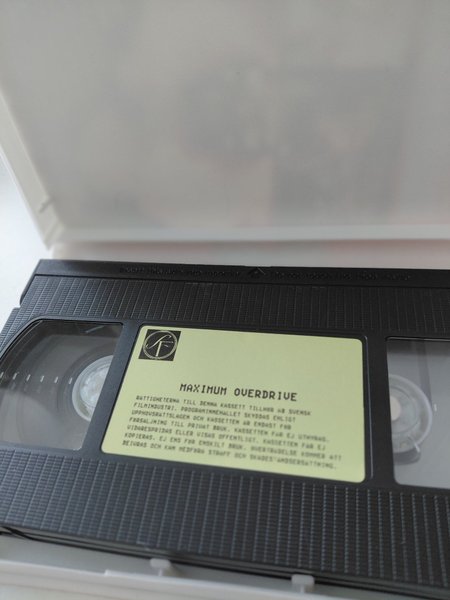 SF
MAXIMUM OVERDRIVE
RÄTTIGHETERNA TILL DENNA KASSETT TILLHÖR AB SVENSK
FILMINDUSTRI. PROGRAMINNEHÅLLET SKYDDAS ENLIGT
UPPHOVSRÄTTSLAGEN OCH KASSETTEN ÄR ENDAST FÖR
FÖRSÄLJNING TILL PRIVAT BRUK. KASSETTEN FÅR EJ UTHYRAS,
VIDARESPRIDAS ELLER VISAS OFFENTLIGT. KASSETTEN FÅR EJ
KOPIERAS, EJ ENS FÖR ENSKILT BRUK. ÖVERTRÄDELSE KOMMER ATT
BEIVRAS OCH KAN MEDFÖRA STRAFF OCH SKADESTÅNDSERSÄTTNING.